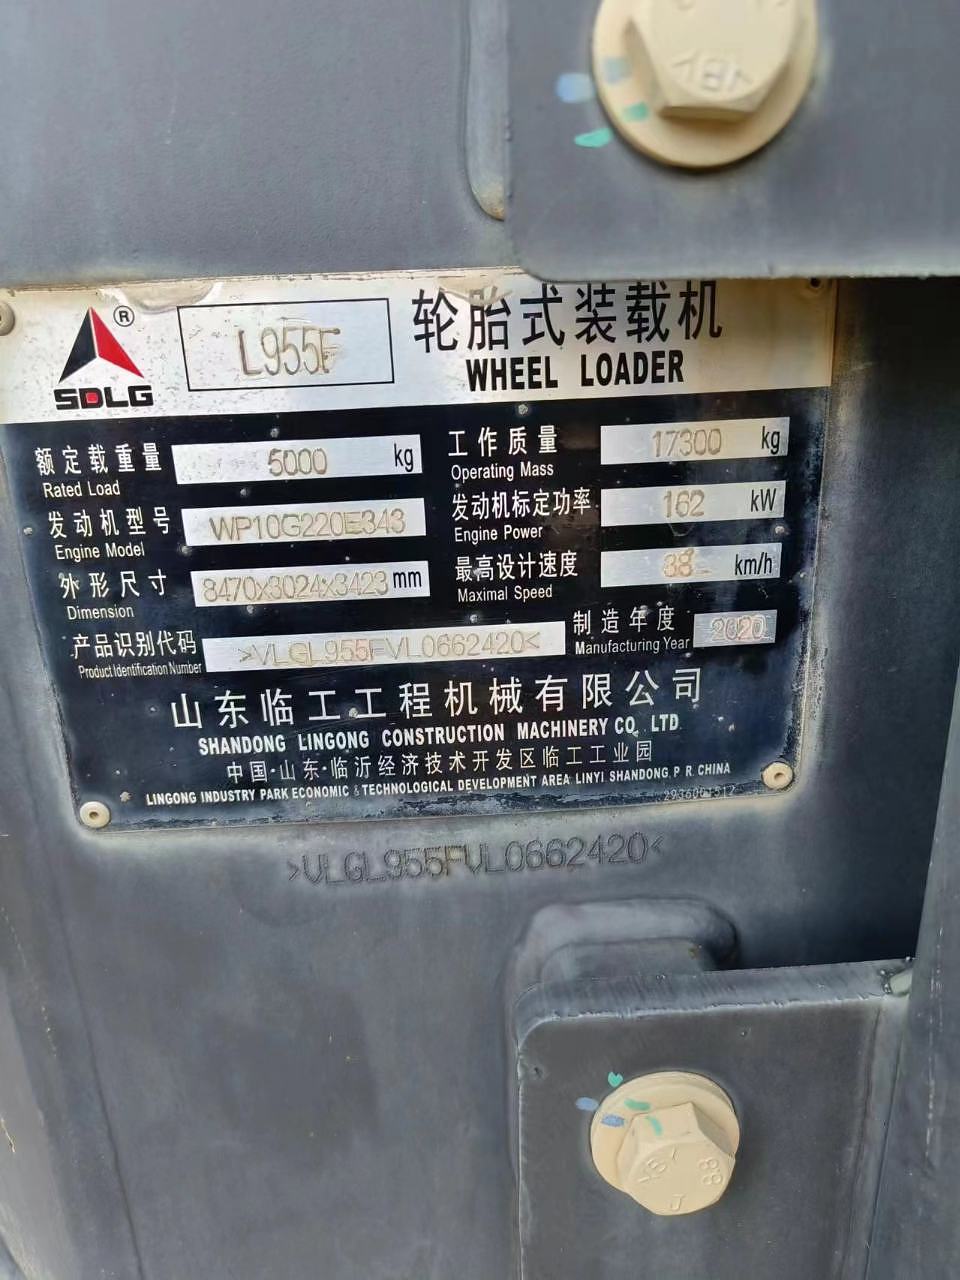 L955F
轮胎式装载机
WHEEL LOADER
®
SDLG
额定载重量 5000 kg
Rated Load
工作质量 17300 kg
Operating Mass
发动机型号 WP10G220E343
Engine Model
发动机标定功率 162 kW
Engine Power
外形尺寸 8470x3024x3423 mm
Dimension
最高设计速度 38 km/h
Maximal Speed
产品识别代码 >VLGL955FVL0662420<
Product Identification Number
制造年度 2020
Manufacturing Year
山东临工工程机械有限公司
SHANDONG LINGONG CONSTRUCTION MACHINERY CO., LTD
中国·山东·临沂经济技术开发区临工工业园
LINGONG INDUSTRY PARK ECONOMIC & TECHNOLOGICAL DEVELOPMENT AREA LINYI SHANDONG P. R. CHINA
2936001517
>VLGL955FVL0662420<
8.8